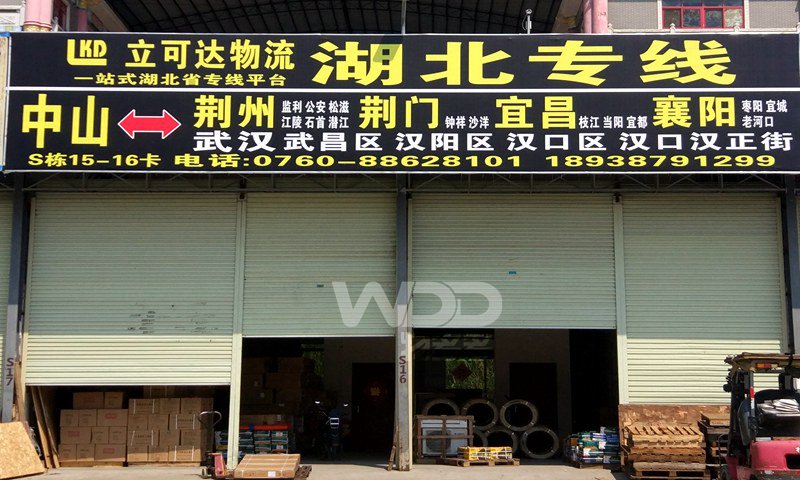 LKD 立可达物流 湖北专线
一站式湖北省专线平台
中山 荆州 监利 公安 松滋 荆门 宜昌 襄阳 枣阳 宜城
江陵 石首 潜江 钟祥 沙洋 枝江 当阳 宜都 老河口
武汉 武昌区 汉阳区 汉口区 汉口汉正街
S栋15-16卡 电话:0760-88628101 18938791299
WDD
S17
S16